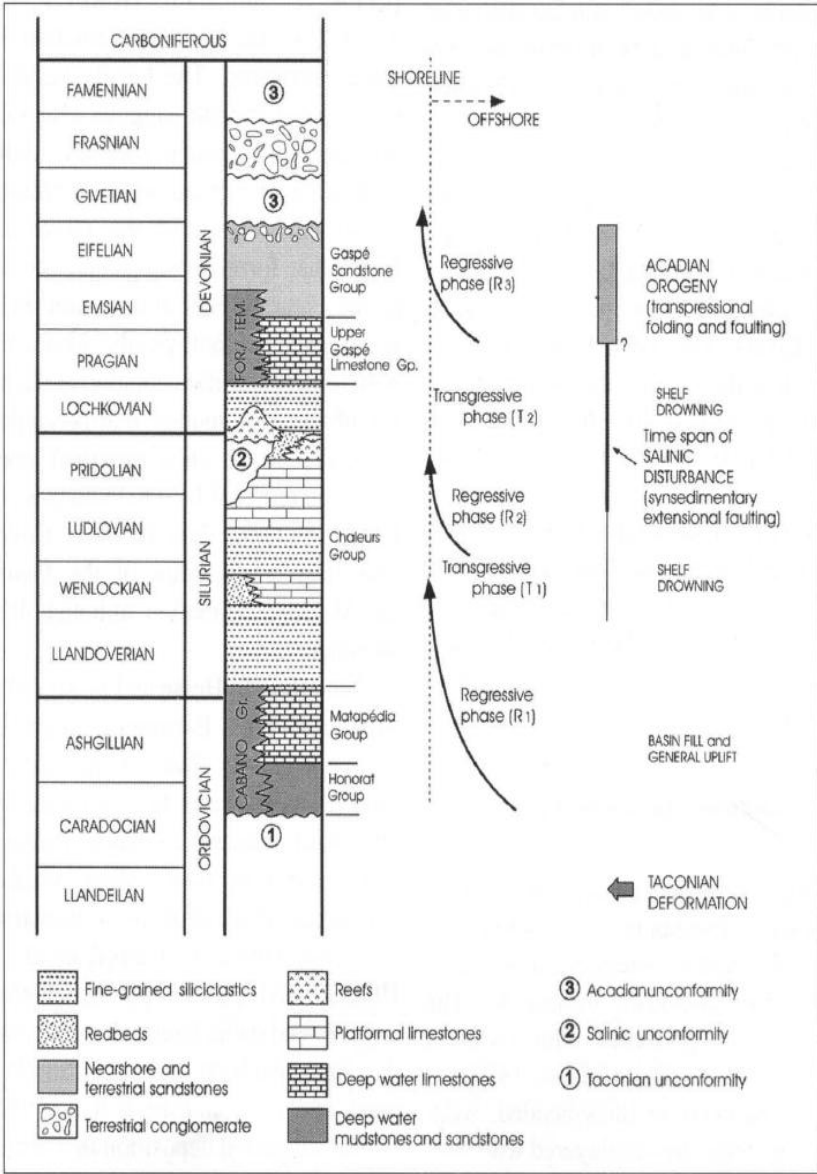 CARBONIFEROUS
FAMENNIAN
FRASNIAN
GIVETIAN
EIFELIAN
EMSIAN
PRAGIAN
LOCHKOVIAN
PRIDOLIAN
LUDLOVIAN
WENLOCKIAN
LLANDOVERIAN
ASHGILLIAN
CARADOCIAN
LLANDEILAN
DEVONIAN
SILURIAN
ORDOVICIAN
3
3
FOR./ TEM.
2
CABANO Gr.
1
Gaspé
Sandstone
Group
Upper
Gaspé
Limestone Gp.
Chaleurs
Group
Matapédia
Group
Honorat
Group
SHORELINE
OFFSHORE
Regressive
phase (R3)
Transgressive
phase (T2)
Regressive
phase (R2)
Transgressive
phase (T1)
Regressive
phase (R1)
ACADIAN
OROGENY
(transpressional
folding and faulting)
?
SHELF
DROWNING
Time span of
SALINIC
DISTURBANCE
(synsedimentary
extensional faulting)
SHELF
DROWNING
BASIN FILL and
GENERAL UPLIFT
TACONIAN
DEFORMATION
Fine-grained siliciclastics
Redbeds
Nearshore and
terrestrial sandstones
Terrestrial conglomerate
Reefs
Platformal limestones
Deep water limestones
Deep water
mudstones and sandstones
3 Acadian unconformity
2 Salinic unconformity
1 Taconian unconformity